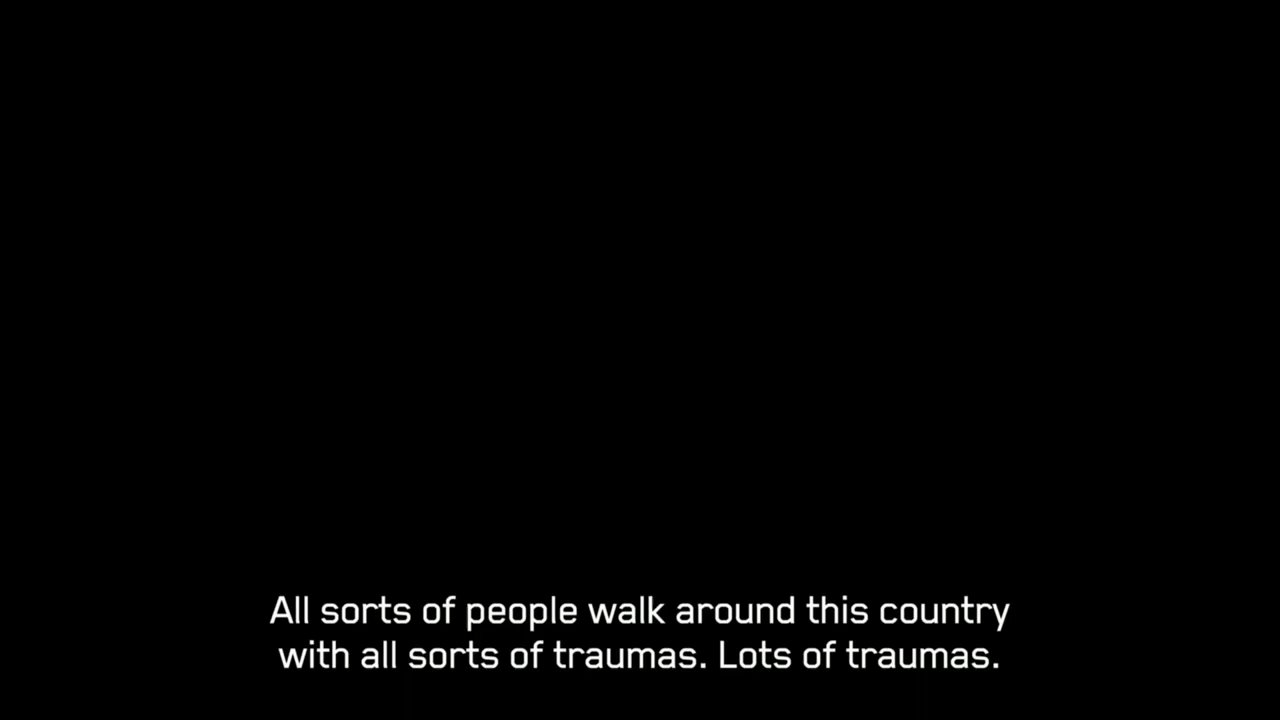 All sorts of people walk around this country
with all sorts of traumas. Lots of traumas.